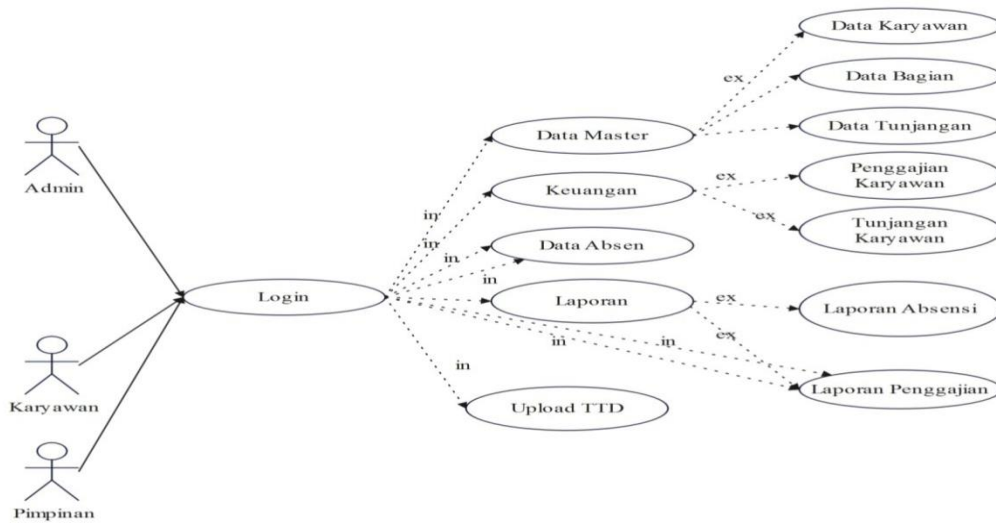 Data Karyawan
ex
Data Bagian
Data Master
Data Tunjangan
Admin
Keuangan
ex
Penggajian
Karyawan
in
ex
Tunjangan
Karyawan
in
Data Absen
in
in
Login
Laporan
ex
Laporan Absensi
ex
in
in
in
Laporan Penggajian
Karyawan
Upload TTD
Pimpinan